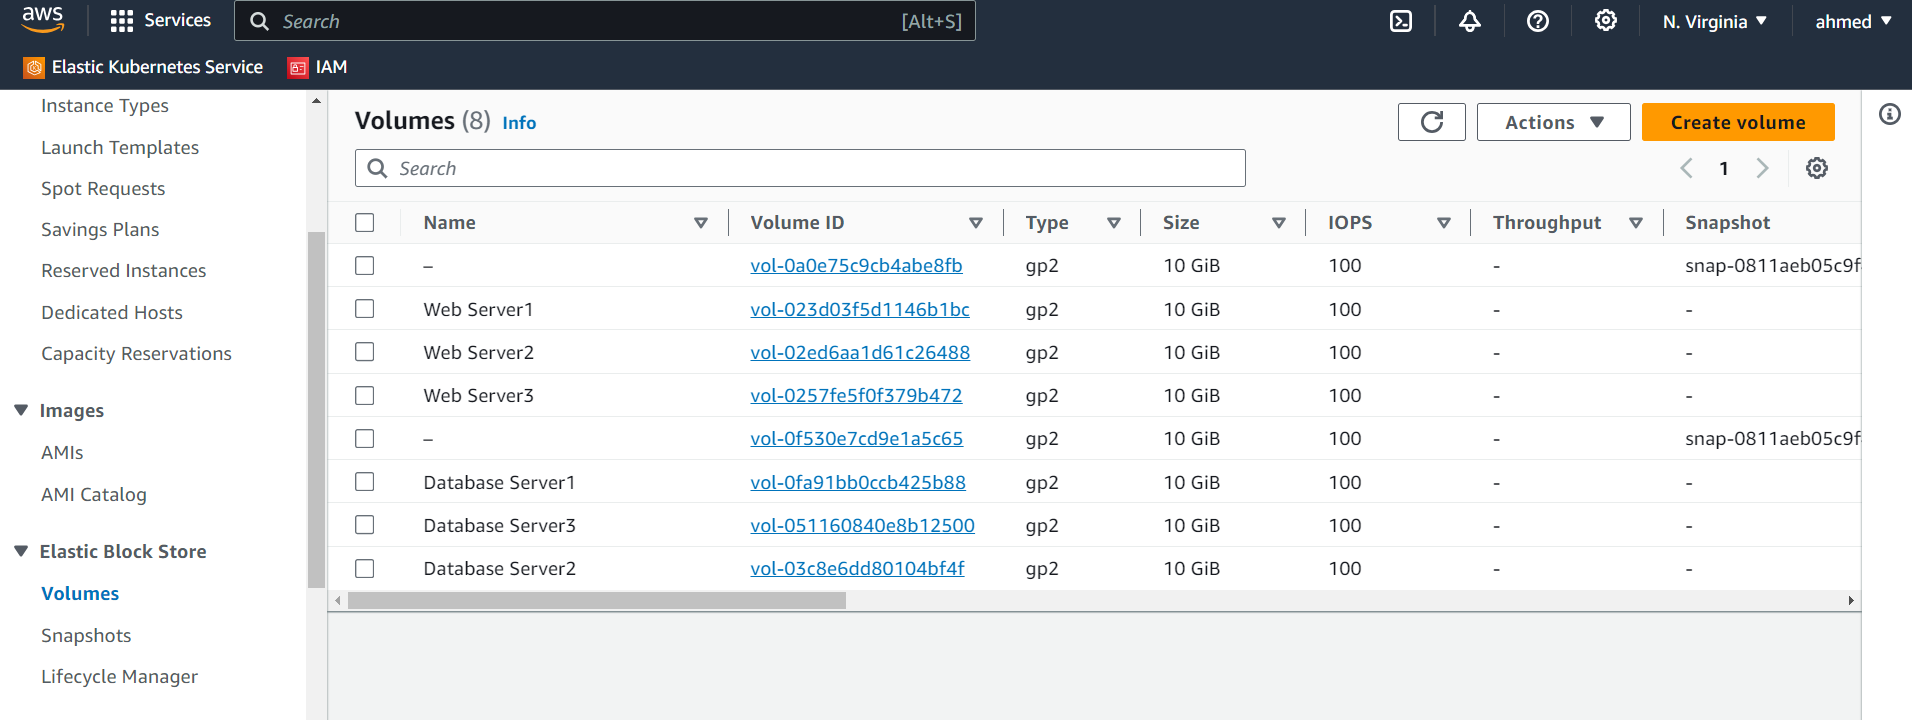 aws Services Search [Alt+S] N. Virginia ahmed
Elastic Kubernetes Service IAM
Instance Types
Launch Templates
Spot Requests
Savings Plans
Reserved Instances
Dedicated Hosts
Capacity Reservations
Images
AMIs
AMI Catalog
Elastic Block Store
Volumes
Snapshots
Lifecycle Manager
Volumes (8) Info Actions Create volume
Search 1
Name Volume ID Type Size IOPS Throughput Snapshot
– vol-0a0e75c9cb4abe8fb gp2 10 GiB 100 - snap-0811aeb05c9f
Web Server1 vol-023d03f5d1146b1bc gp2 10 GiB 100 - -
Web Server2 vol-02ed6aa1d61c26488 gp2 10 GiB 100 - -
Web Server3 vol-0257fe5f0f379b472 gp2 10 GiB 100 - -
– vol-0f530e7cd9e1a5c65 gp2 10 GiB 100 - snap-0811aeb05c9f
Database Server1 vol-0fa91bb0ccb425b88 gp2 10 GiB 100 - -
Database Server3 vol-051160840e8b12500 gp2 10 GiB 100 - -
Database Server2 vol-03c8e6dd80104bf4f gp2 10 GiB 100 - -